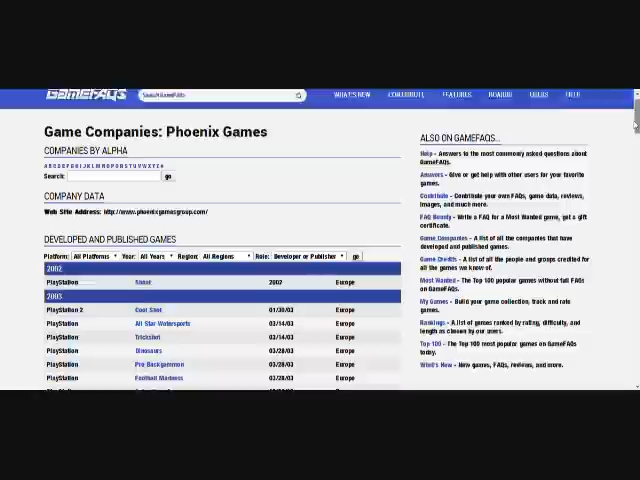 GameFAQs
Search GameFAQs
WHAT'S NEW CONTRIBUTE FEATURES BOARDS USERS HELP
Game Companies: Phoenix Games
COMPANIES BY ALPHA
A B C D E F G H I J K L M N O P Q R S T U V W X Y Z #
Search: go
COMPANY DATA
Web Site Address: http://www.phoenixgamesgroup.com/
DEVELOPED AND PUBLISHED GAMES
Platform: All Platforms Year: All Years Region: All Regions Role: Developer or Publisher go
2002
PlayStation Shoot 2002 Europe
2003
PlayStation 2 Cool Shot 01/30/03 Europe
PlayStation All Star Watersports 03/14/03 Europe
PlayStation Trickshot 03/14/03 Europe
PlayStation Dinosaurs 03/28/03 Europe
PlayStation Pro Backgammon 03/28/03 Europe
PlayStation Football Madness 03/28/03 Europe
PlayStation
ALSO ON GAMEFAQS...
Help - Answers to the most commonly asked questions about
GameFAQs.
Answers - Give or get help with other users for your favorite
games.
Contribute - Contribute your own FAQs, game data, reviews,
images, and much more.
FAQ Bounty - Write a FAQ for a Most Wanted game, get a gift
certificate.
Game Companies - A list of all the companies that have
developed and published games.
Game Credits - A list of all the people and groups credited for
all the games we know of.
Most Wanted - The Top 100 popular games without full FAQs
on GameFAQs.
My Games - Build your game collection, track and rate
games.
Rankings - A list of games ranked by rating, difficulty, and
length as chosen by our users.
Top 100 - The Top 100 most popular games on GameFAQs
today.
What's New - New games, FAQs, reviews, and more.